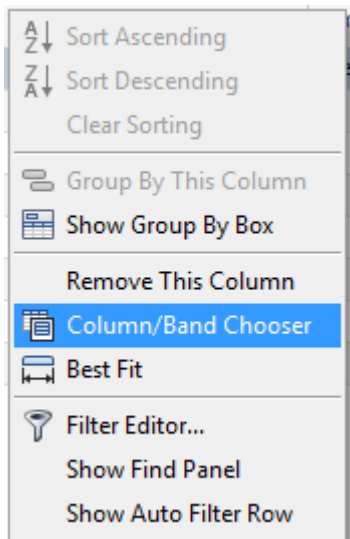 Sort Ascending
Sort Descending
Clear Sorting
Group By This Column
Show Group By Box
Remove This Column
Column/Band Chooser
Best Fit
Filter Editor...
Show Find Panel
Show Auto Filter Row